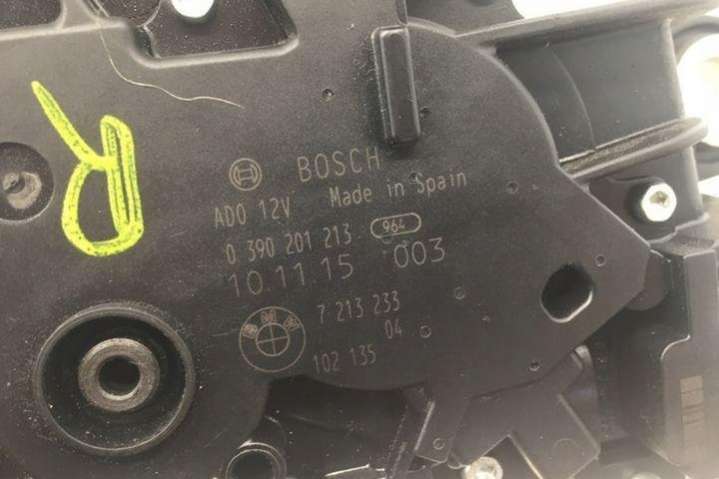 R
BOSCH
ADO 12V Made in Spain
0 390 201 213 964
10.11.15 003
BMW
7 213 233
04
102 135